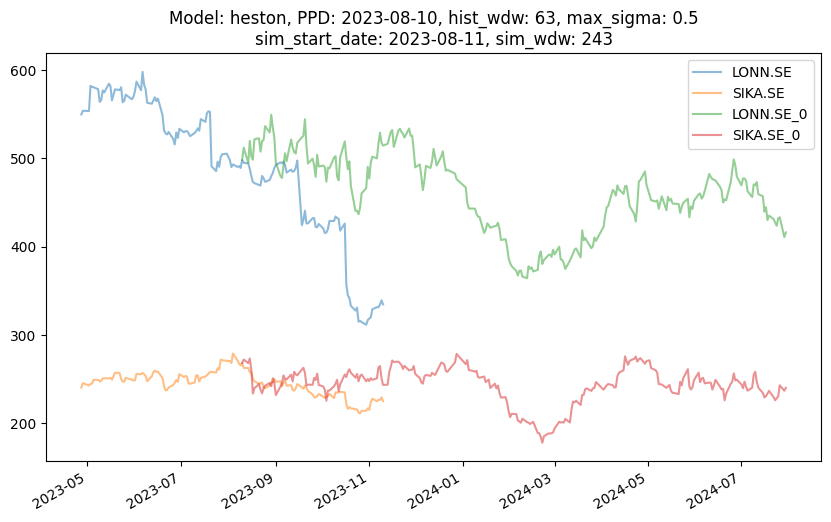 Model: heston, PPD: 2023-08-10, hist_wdw: 63, max_sigma: 0.5
sim_start_date: 2023-08-11, sim_wdw: 243
LONN.SE
SIKA.SE
LONN.SE_0
SIKA.SE_0
600
500
400
300
200
2023-05
2023-07
2023-09
2023-11
2024-01
2024-03
2024-05
2024-07